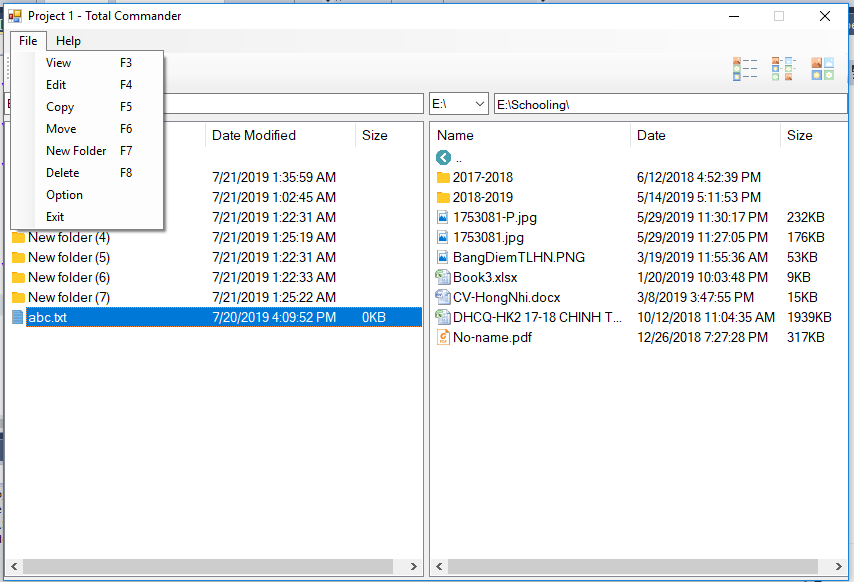 Project 1 - Total Commander
File Help
View F3
Edit F4
Copy F5
Move F6
New Folder F7
Delete F8
Option
Exit
E:\ E:\Schooling\
Date Modified Size
7/21/2019 1:35:59 AM
7/21/2019 1:02:45 AM
7/21/2019 1:22:31 AM
New folder (4) 7/21/2019 1:25:19 AM
New folder (5) 7/21/2019 1:22:31 AM
New folder (6) 7/21/2019 1:22:33 AM
New folder (7) 7/21/2019 1:25:22 AM
abc.txt 7/20/2019 4:09:52 PM 0KB
Name Date Size
..
2017-2018 6/12/2018 4:52:39 PM
2018-2019 5/14/2019 5:11:53 PM
1753081-P.jpg 5/29/2019 11:30:17 PM 232KB
1753081.jpg 5/29/2019 11:27:05 PM 176KB
BangDiemTLHN.PNG 3/19/2019 11:55:36 AM 53KB
Book3.xlsx 1/20/2019 10:03:48 PM 9KB
CV-HongNhi.docx 3/8/2019 3:47:55 PM 15KB
DHCQ-HK2 17-18 CHINH T... 10/12/2018 11:04:35 AM 1939KB
No-name.pdf 12/26/2018 7:27:28 PM 317KB